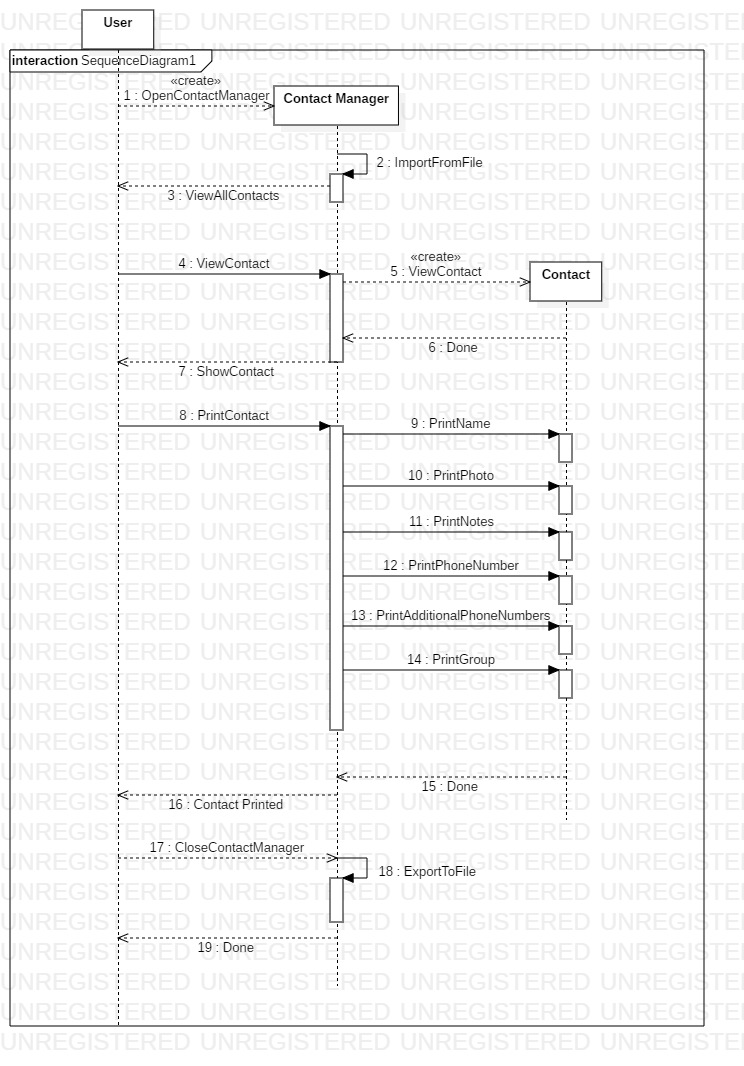 User
interaction SequenceDiagram1
«create»
1 : OpenContactManager
Contact Manager
2 : ImportFromFile
3 : ViewAllContacts
4 : ViewContact
«create»
5 : ViewContact
Contact
6 : Done
7 : ShowContact
8 : PrintContact
9 : PrintName
10 : PrintPhoto
11 : PrintNotes
12 : PrintPhoneNumber
13 : PrintAdditionalPhoneNumbers
14 : PrintGroup
15 : Done
16 : Contact Printed
17 : CloseContactManager
18 : ExportToFile
19 : Done
UNREGISTERED UNREGISTERED UNREGISTERED UNREGISTERED